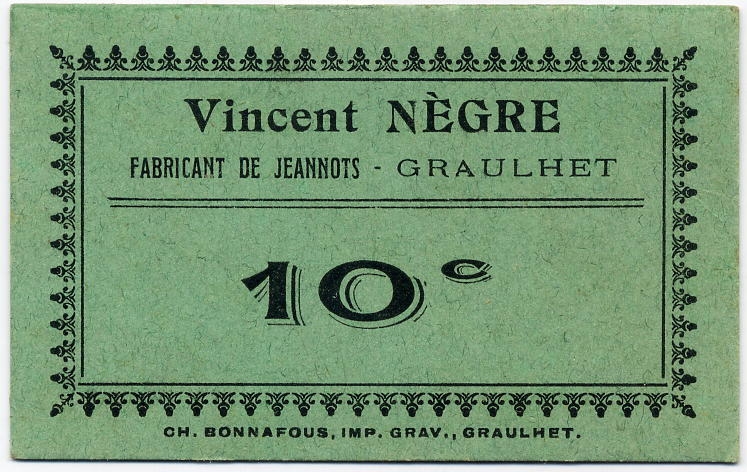 Vincent NÈGRE
FABRICANT DE JEANNOTS - GRAULHET
10c
CH. BONNAFOUS, IMP. GRAV., GRAULHET.